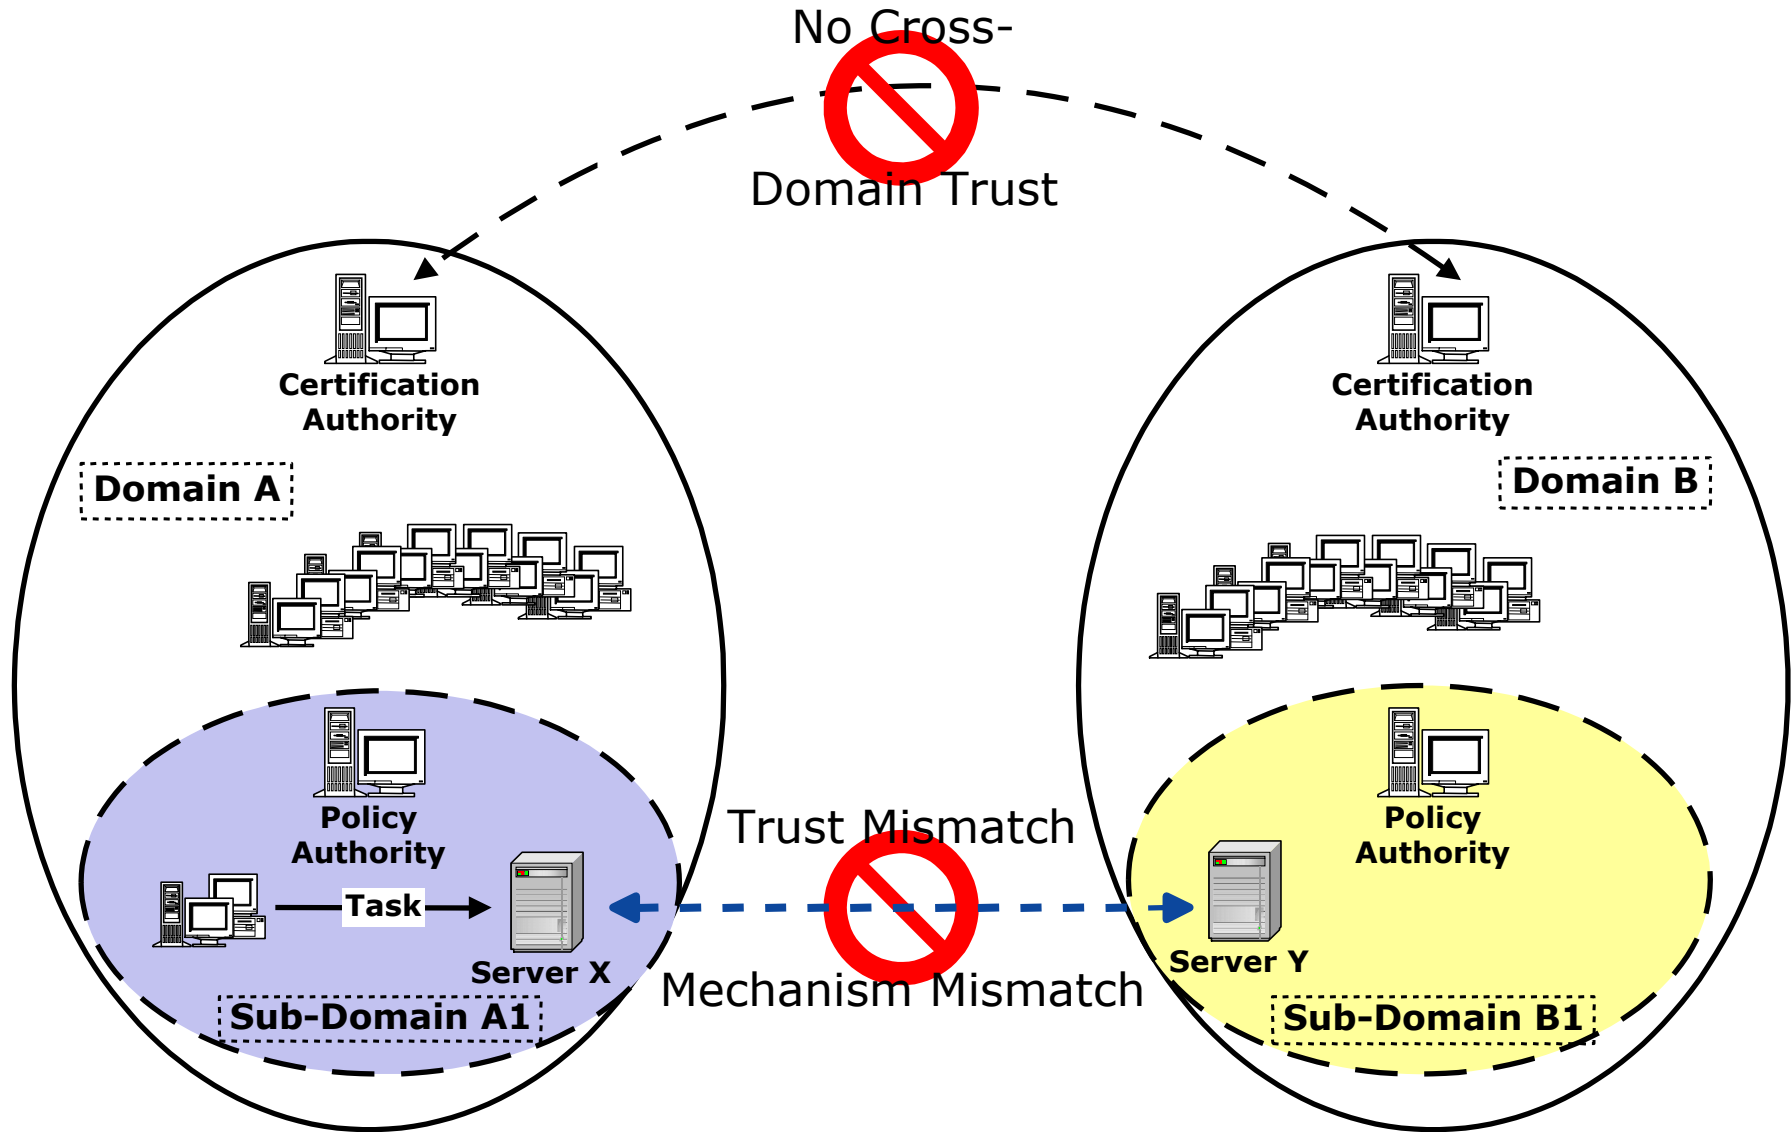 No Cross-
Domain Trust
Certification
Authority
Domain A
Policy
Authority
Task
Server X
Sub-Domain A1
Trust Mismatch
Mechanism Mismatch
Certification
Authority
Domain B
Policy
Authority
Server Y
Sub-Domain B1